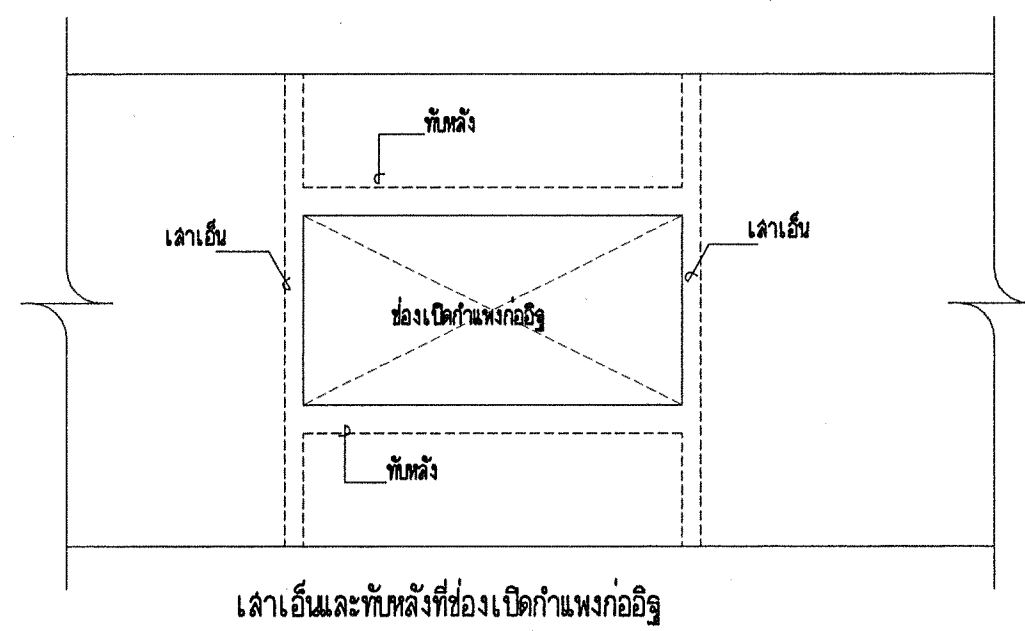 ทับหลัง
เสาเอ็น
เสาเอ็น
ช่องเปิดกำแพงก่ออิฐ
ทับหลัง
เสาเอ็นและทับหลังที่ช่องเปิดกำแพงก่ออิฐ